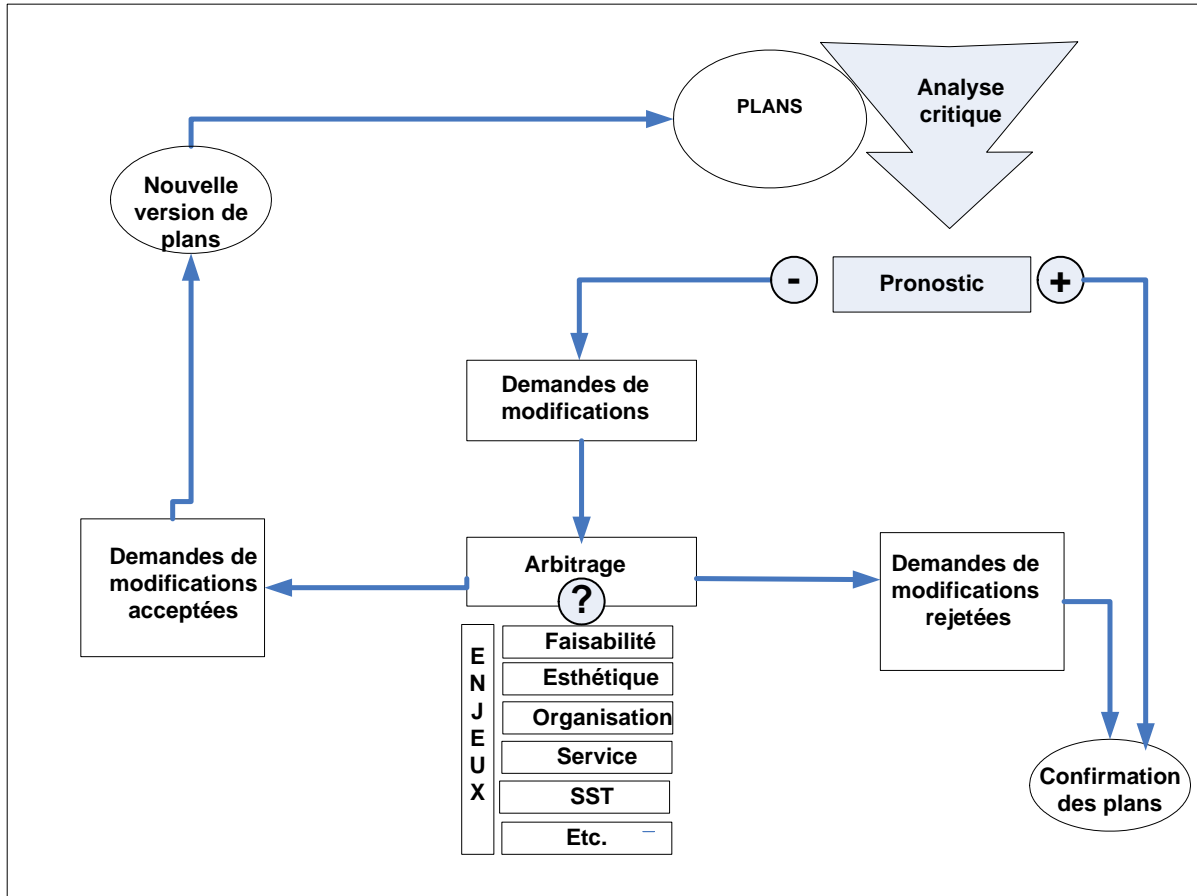 PLANS
Analyse
critique
Nouvelle
version de
plans
-
Pronostic
+
Demandes de
modifications
Demandes de
modifications
acceptées
Arbitrage
?
Demandes de
modifications
rejetées
E
N
J
E
U
X
Faisabilité
Esthétique
Organisation
Service
SST
Etc.
Confirmation
des plans